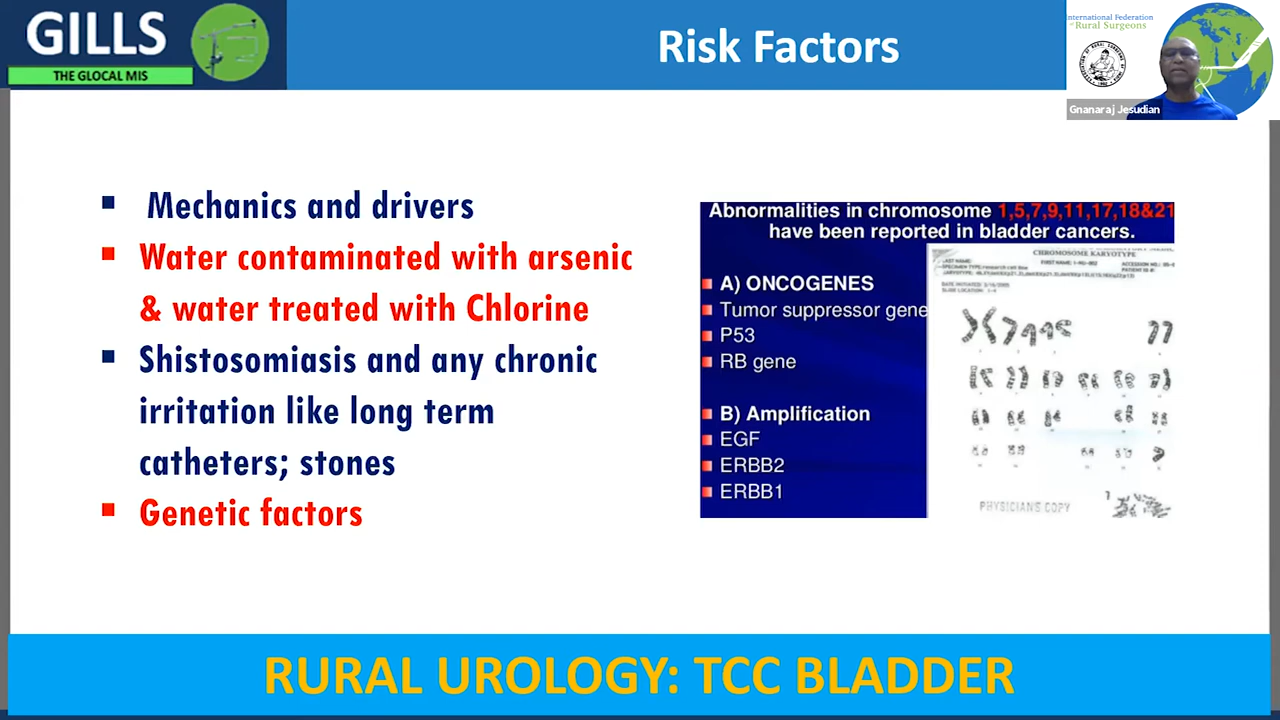 GILLS
THE GLOCAL MIS
Risk Factors
International Federation
of Rural Surgeons
Gnanaraj Jesudian
▪ Mechanics and drivers
▪ Water contaminated with arsenic
& water treated with Chlorine
▪ Shistosomiasis and any chronic
irritation like long term
catheters; stones
▪ Genetic factors
Abnormalities in chromosome 1,5,7,9,11,17,18&21
have been reported in bladder cancers.
A) ONCOGENES
Tumor suppressor gene
P53
RB gene
B) Amplification
EGF
ERBB2
ERBB1
CHROMOSOME KARYOTYPE
PHYSICIANS COPY
RURAL UROLOGY: TCC BLADDER